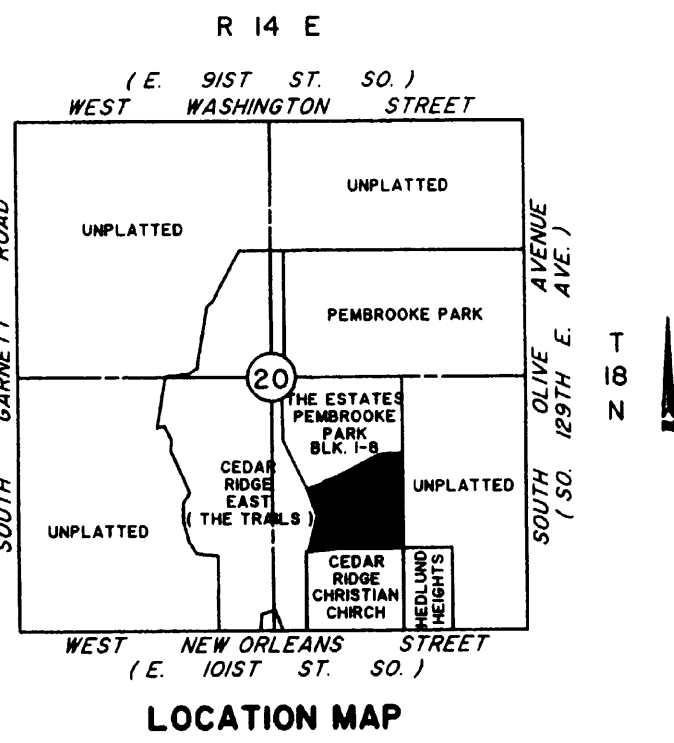 R 14 E
( E. 91ST ST. SO. )
WEST WASHINGTON STREET
UNPLATTED
UNPLATTED
SOUTH GARNETT ROAD
PEMBROOKE PARK
SOUTH OLIVE AVENUE
( SO. 129TH E. AVE. )
T
18
N
20
THE ESTATES
PEMBROOKE
PARK
BLK. 1-8
CEDAR
RIDGE
EAST
( THE TRAILS )
UNPLATTED
UNPLATTED
CEDAR
RIDGE
CHRISTIAN
CHIRCH
HEDLUND
HEIGHTS
WEST NEW ORLEANS STREET
( E. 101ST ST. SO. )
LOCATION MAP